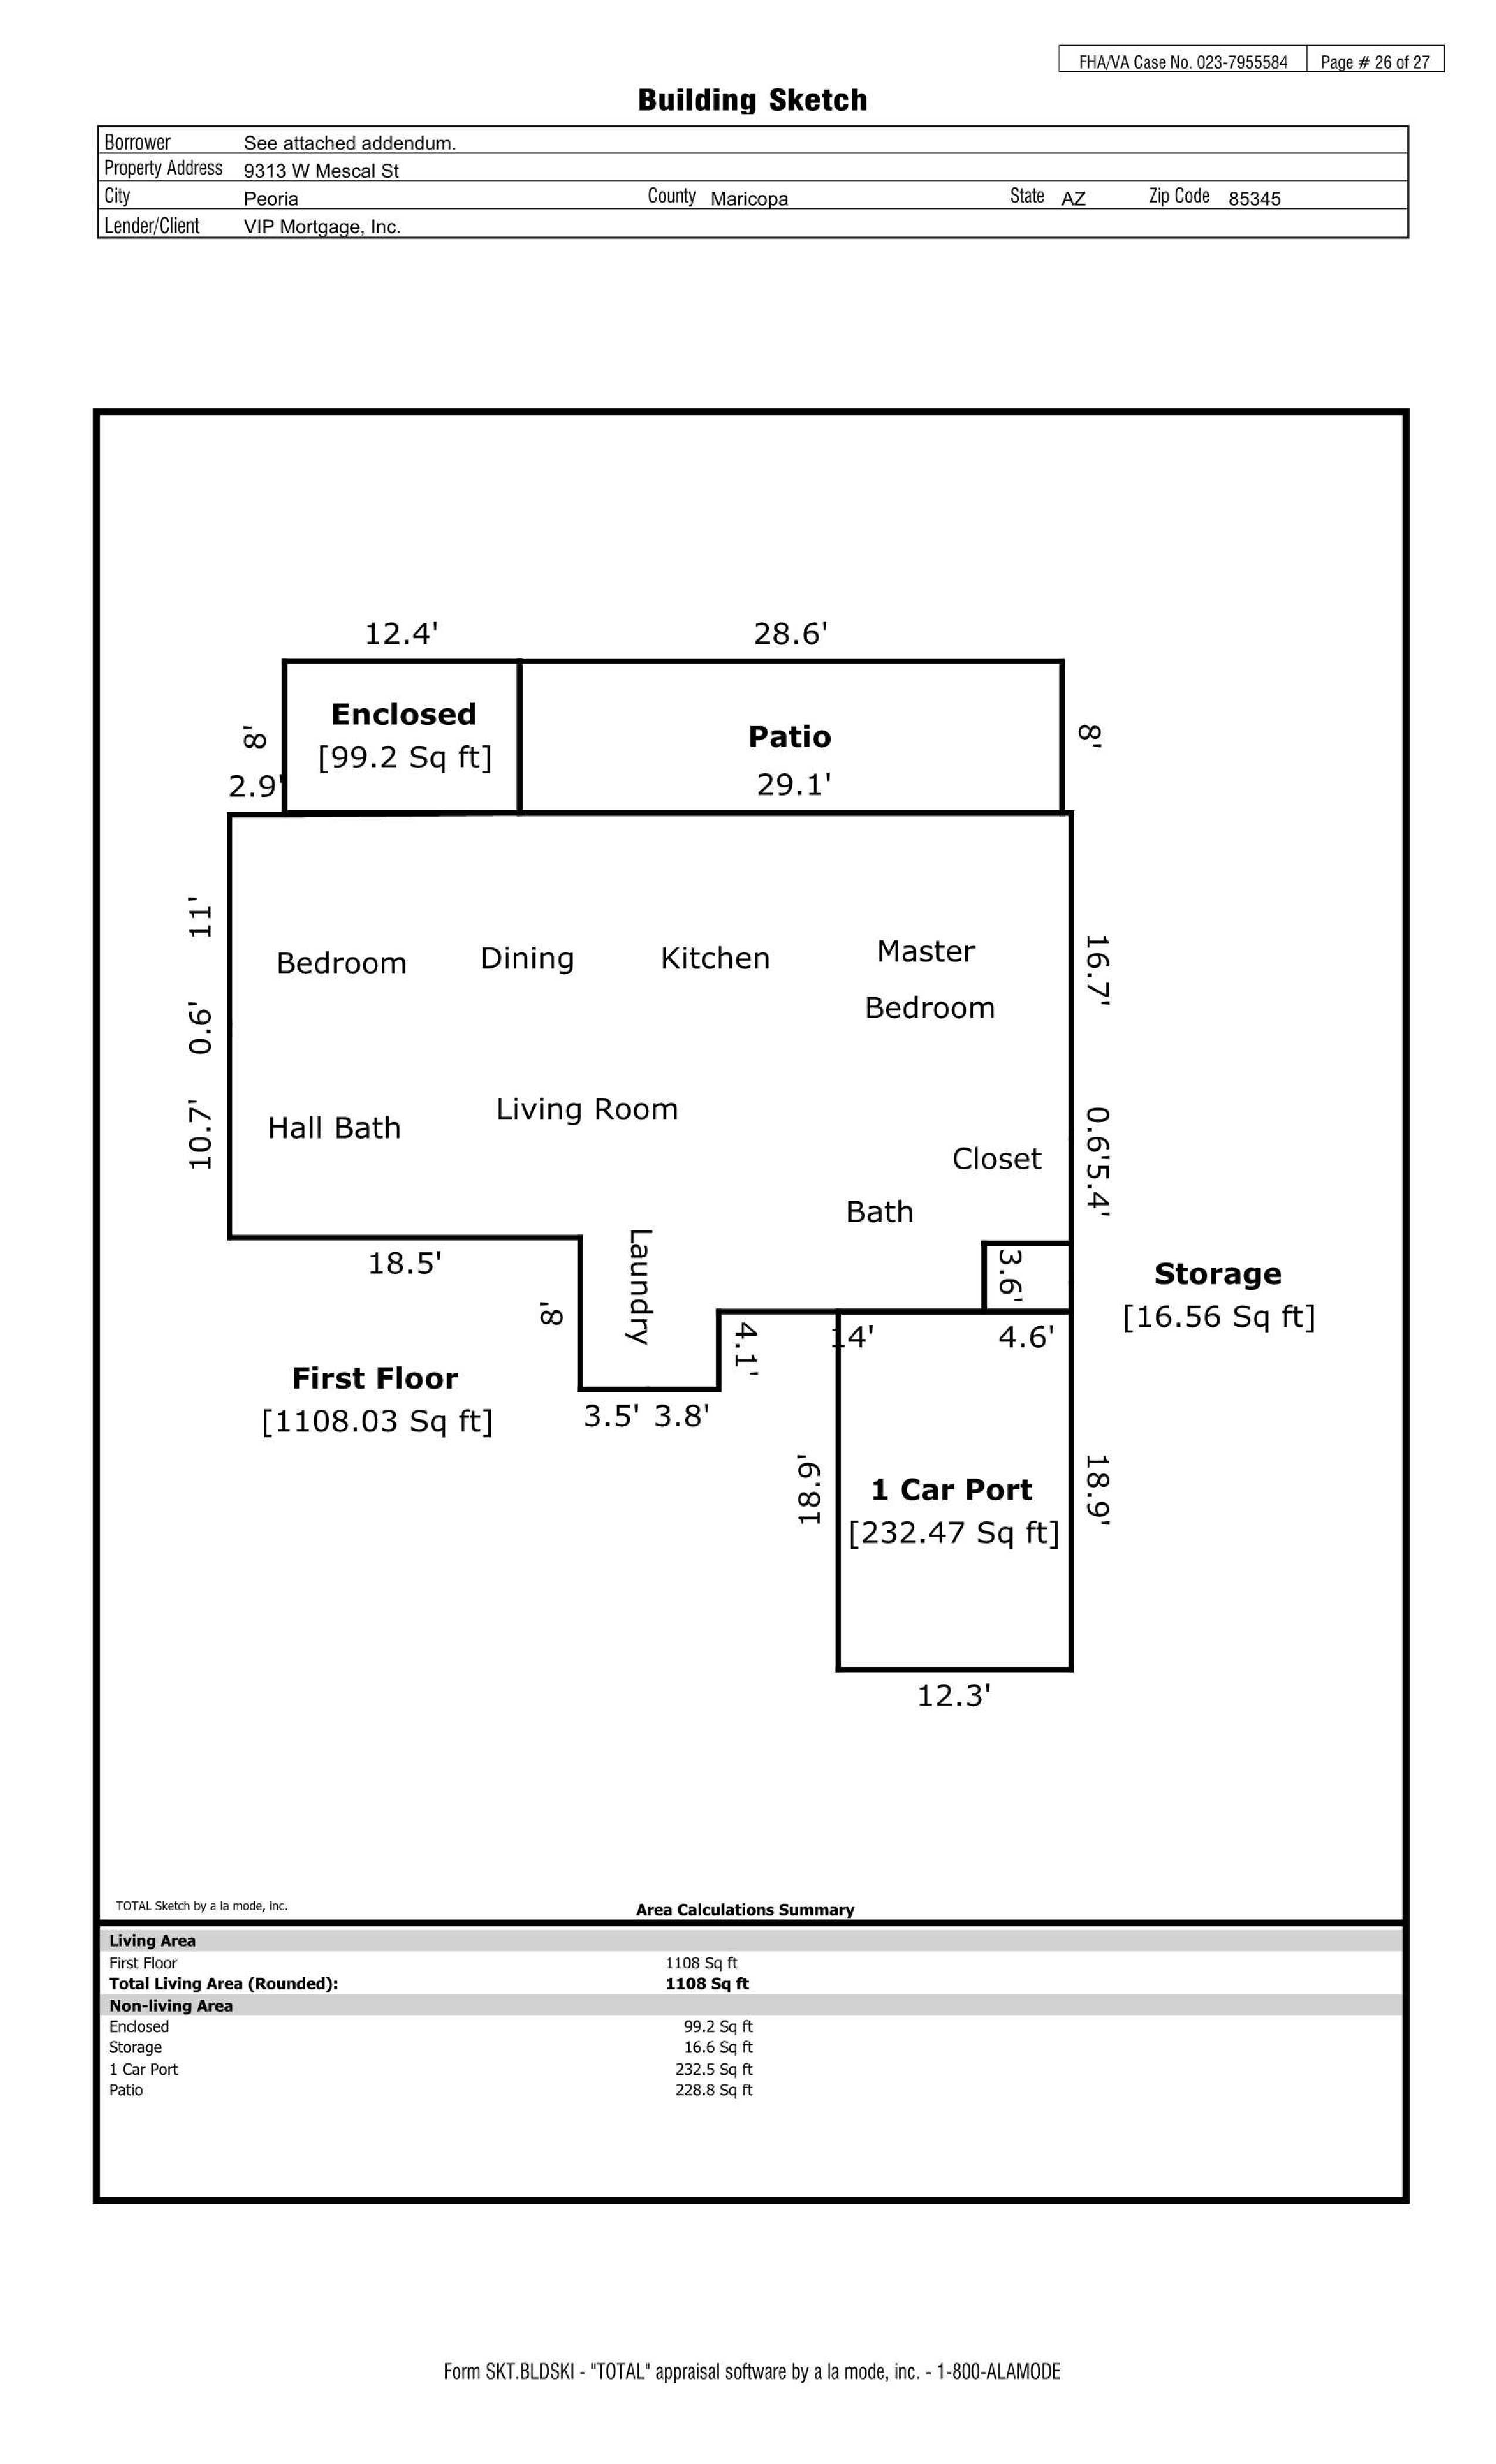 FHA/VA Case No. 023-7955584 Page # 26 of 27
Building Sketch
Borrower See attached addendum.
Property Address 9313 W Mescal St
City Peoria County Maricopa State AZ Zip Code 85345
Lender/Client VIP Mortgage, Inc.
12.4' 28.6'
Enclosed
[99.2 Sq ft]
Patio
8'
8'
2.9'
29.1'
11'
Bedroom Dining Kitchen Master
Bedroom
16.7'
0.6'
10.7'
Hall Bath Living Room
0.6'5.4'
Closet
Bath
18.5'
Laundry
3.6'
Storage
[16.56 Sq ft]
8'
4.1'
14' 4.6'
First Floor
[1108.03 Sq ft]
3.5' 3.8'
18.9'
1 Car Port
[232.47 Sq ft]
18.9'
12.3'
TOTAL Sketch by a la mode, inc. Area Calculations Summary
Living Area
First Floor 1108 Sq ft
Total Living Area (Rounded): 1108 Sq ft
Non-living Area
Enclosed 99.2 Sq ft
Storage 16.6 Sq ft
1 Car Port 232.5 Sq ft
Patio 228.8 Sq ft
Form SKT.BLDSKI - "TOTAL" appraisal software by a la mode, inc. - 1-800-ALAMODE